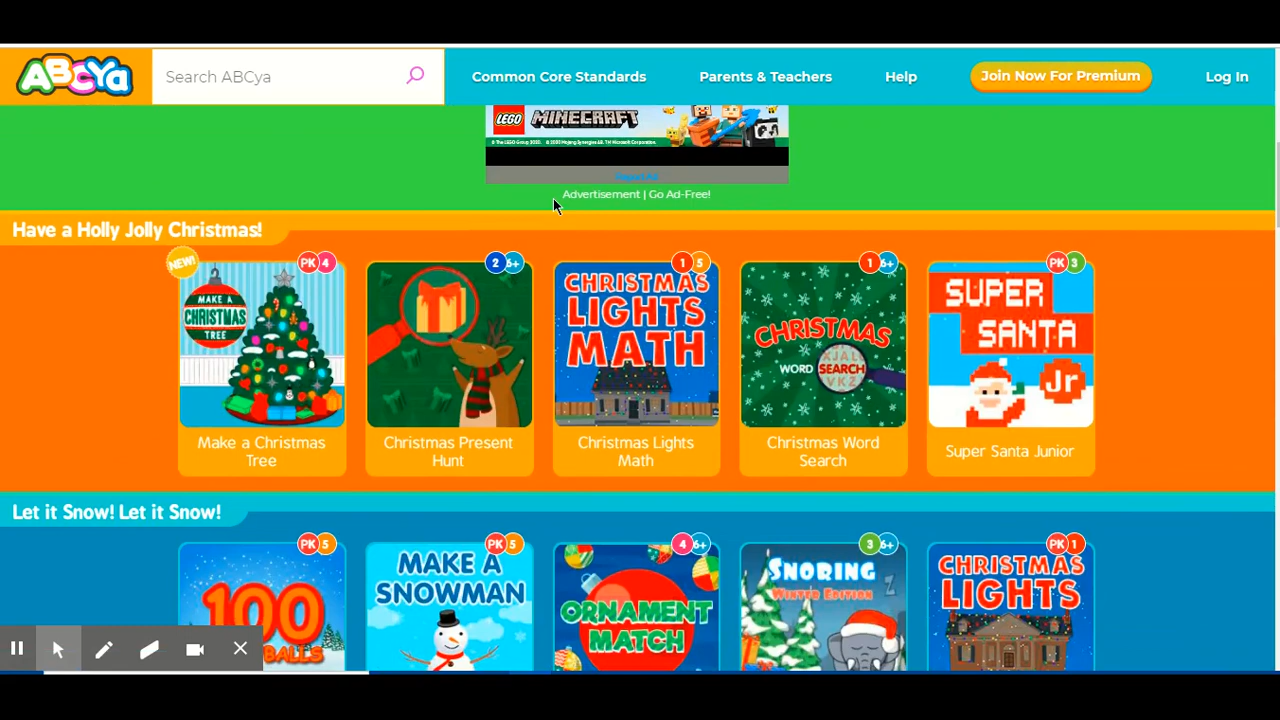 ABCYa
Search ABCya
Common Core Standards
Parents & Teachers
Help
Join Now For Premium
Log In
LEGO MINECRAFT
Report Ad
Advertisement | Go Ad-Free!
Have a Holly Jolly Christmas!
NEW!
PK 4
MAKE A
CHRISTMAS
TREE
Make a Christmas
Tree
2 6+
Christmas Present
Hunt
1 5
CHRISTMAS
LIGHTS
MATH
Christmas Lights
Math
1 6+
CHRISTMAS
WORD SEARCH
Christmas Word
Search
PK 3
SUPER
SANTA
Jr
Super Santa Junior
Let it Snow! Let it Snow!
PK 5
100
PK 5
MAKE A
SNOWMAN
4 6+
ORNAMENT
MATCH
3 6+
SNORING
WINTER EDITION
PK 1
CHRISTMAS
LIGHTS